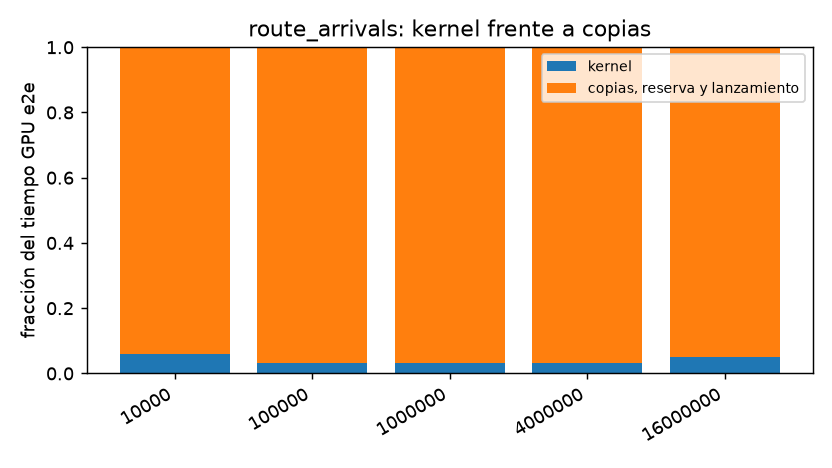 route_arrivals: kernel frente a copias
kernel
copias, reserva y lanzamiento
fracción del tiempo GPU e2e
1.0
0.8
0.6
0.4
0.2
0.0
10000
100000
1000000
4000000
16000000